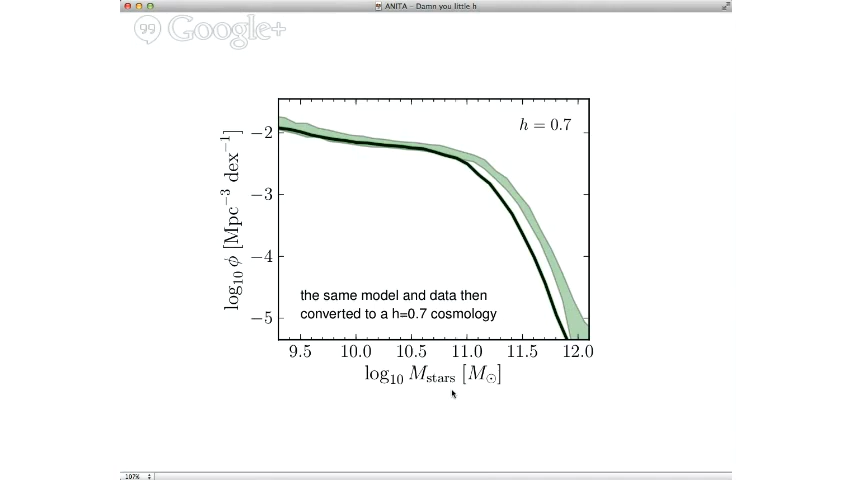 ANITA – Damn you little h
Google+
h = 0.7
−2
−3
−4
−5
log₁₀ ϕ [Mpc⁻³ dex⁻¹]
the same model and data then
converted to a h=0.7 cosmology
9.5 10.0 10.5 11.0 11.5 12.0
log₁₀ Mstars [M⊙]
107%